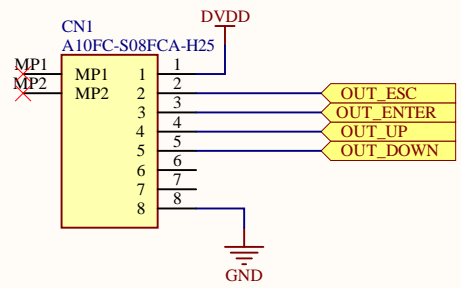 DVDD
CN1
A10FC-S08FCA-H25
MP1 MP1 1 1
MP2 MP2 2 2 OUT_ESC
3 3 OUT_ENTER
4 4 OUT_UP
5 5 OUT_DOWN
6 6
7 7
8 8
GND